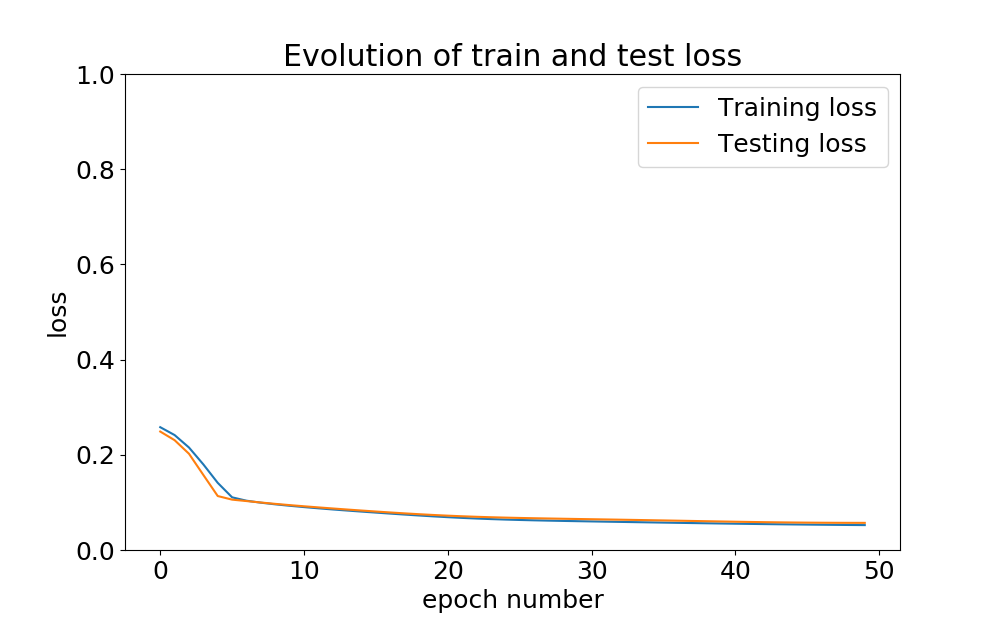 Evolution of train and test loss
1.0
0.8
0.6
0.4
0.2
0.0
loss
Training loss
Testing loss
0 10 20 30 40 50
epoch number